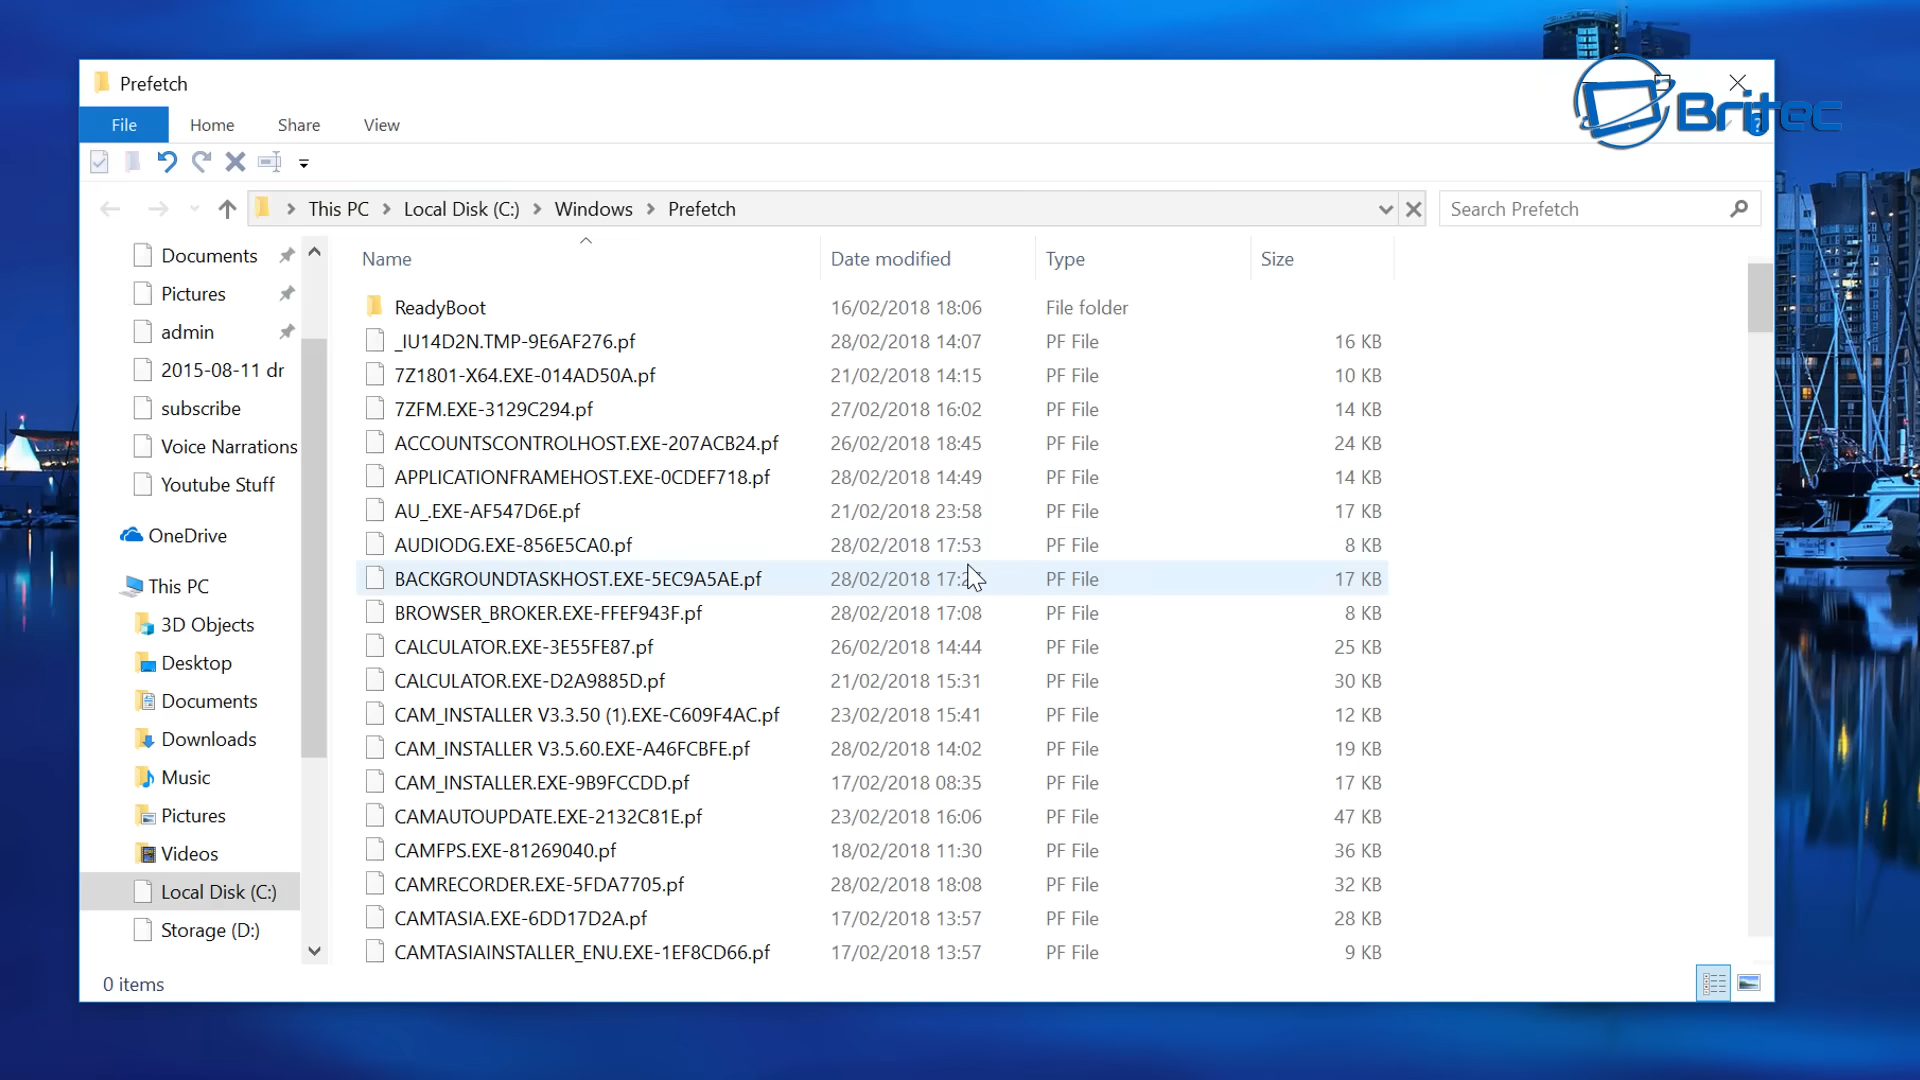 Prefetch
Britec
File Home Share View
This PC Local Disk (C:) Windows Prefetch
Search Prefetch
Name Date modified Type Size
Documents
Pictures
admin
2015-08-11 dr
subscribe
Voice Narrations
Youtube Stuff
OneDrive
This PC
3D Objects
Desktop
Documents
Downloads
Music
Pictures
Videos
Local Disk (C:)
Storage (D:)
ReadyBoot 16/02/2018 18:06 File folder
_IU14D2N.TMP-9E6AF276.pf 28/02/2018 14:07 PF File 16 KB
7Z1801-X64.EXE-014AD50A.pf 21/02/2018 14:15 PF File 10 KB
7ZFM.EXE-3129C294.pf 27/02/2018 16:02 PF File 14 KB
ACCOUNTSCONTROLHOST.EXE-207ACB24.pf 26/02/2018 18:45 PF File 24 KB
APPLICATIONFRAMEHOST.EXE-0CDEF718.pf 28/02/2018 14:49 PF File 14 KB
AU_.EXE-AF547D6E.pf 21/02/2018 23:58 PF File 17 KB
AUDIODG.EXE-856E5CA0.pf 28/02/2018 17:53 PF File 8 KB
BACKGROUNDTASKHOST.EXE-5EC9A5AE.pf 28/02/2018 PF File 17 KB
BROWSER_BROKER.EXE-FFEF943F.pf 28/02/2018 17:08 PF File 8 KB
CALCULATOR.EXE-3E55FE87.pf 26/02/2018 14:44 PF File 25 KB
CALCULATOR.EXE-D2A9885D.pf 21/02/2018 15:31 PF File 30 KB
CAM_INSTALLER V3.3.50 (1).EXE-C609F4AC.pf 23/02/2018 15:41 PF File 12 KB
CAM_INSTALLER V3.5.60.EXE-A46FCBFE.pf 28/02/2018 14:02 PF File 19 KB
CAM_INSTALLER.EXE-9B9FCCDD.pf 17/02/2018 08:35 PF File 17 KB
CAMAUTOUPDATE.EXE-2132C81E.pf 23/02/2018 16:06 PF File 47 KB
CAMFPS.EXE-81269040.pf 18/02/2018 11:30 PF File 36 KB
CAMRECORDER.EXE-5FDA7705.pf 28/02/2018 18:08 PF File 32 KB
CAMTASIA.EXE-6DD17D2A.pf 17/02/2018 13:57 PF File 28 KB
CAMTASIAINSTALLER_ENU.EXE-1EF8CD66.pf 17/02/2018 13:57 PF File 9 KB
0 items